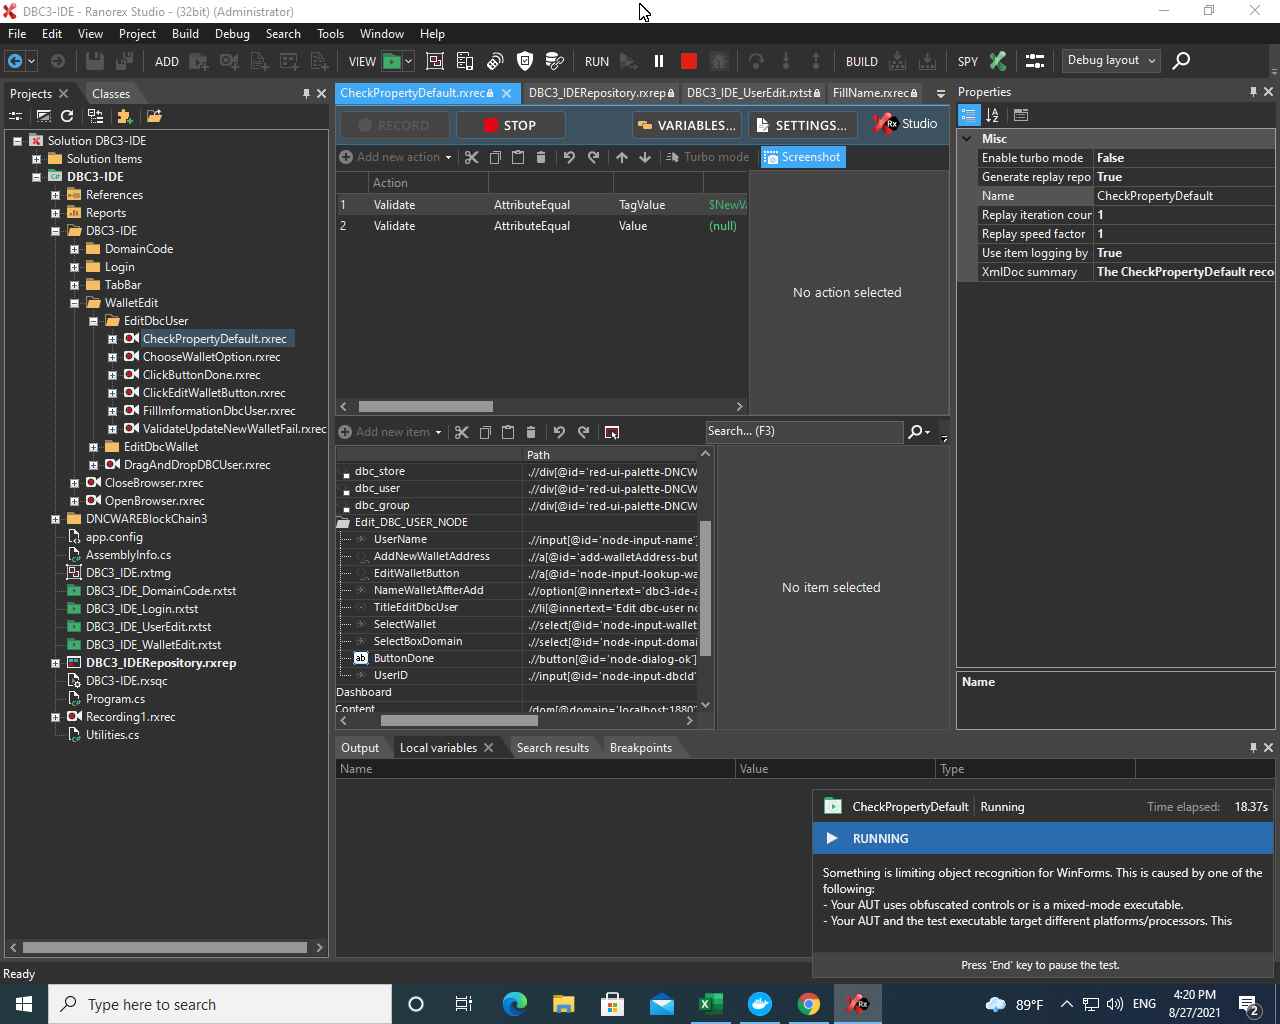 DBC3-IDE - Ranorex Studio - (32bit) (Administrator)
File Edit View Project Build Debug Search Tools Window Help
ADD VIEW RUN BUILD SPY Debug layout
Projects Classes
CheckPropertyDefault.rxrec DBC3_IDERepository.rxrep DBC3_IDE_UserEdit.rxtst FillName.rxrec
Properties
RECORD STOP VARIABLES... SETTINGS... Rx Studio
Add new action Turbo mode Screenshot
Action
1 Validate AttributeEqual TagValue $NewVa
2 Validate AttributeEqual Value (null)
No action selected
Solution DBC3-IDE
Solution Items
DBC3-IDE
References
Reports
DBC3-IDE
DomainCode
Login
TabBar
WalletEdit
EditDbcUser
CheckPropertyDefault.rxrec
ChooseWalletOption.rxrec
ClickButtonDone.rxrec
ClickEditWalletButton.rxrec
FillImformationDbcUser.rxrec
ValidateUpdateNewWalletFail.rxrec
EditDbcWallet
DragAndDropDBCUser.rxrec
CloseBrowser.rxrec
OpenBrowser.rxrec
DNCWAREBlockChain3
app.config
AssemblyInfo.cs
DBC3_IDE.rxtmg
DBC3_IDE_DomainCode.rxtst
DBC3_IDE_Login.rxtst
DBC3_IDE_UserEdit.rxtst
DBC3_IDE_WalletEdit.rxtst
DBC3_IDERepository.rxrep
DBC3-IDE.rxsqc
Program.cs
Recording1.rxrec
Utilities.cs
Add new item Search... (F3)
Path
dbc_store .//div[@id='red-ui-palette-DNCW
dbc_user .//div[@id='red-ui-palette-DNCW
dbc_group .//div[@id='red-ui-palette-DNCW
Edit_DBC_USER_NODE
UserName .//input[@id='node-input-name']
AddNewWalletAddress .//a[@id='add-walletAddress-but
EditWalletButton .//a[@id='node-input-lookup-wa
NameWalletAffterAdd .//option[@innertext='dbc3-ide-a
TitleEditDbcUser .//li[@innertext='Edit dbc-user no
SelectWallet .//select[@id='node-input-wallet
SelectBoxDomain .//select[@id='node-input-domai
ab ButtonDone .//button[@id='node-dialog-ok']
UserID .//input[@id='node-input-dbcId'
Dashboard
Content /dom[@domain='localhost:1880'
No item selected
Misc
Enable turbo mode False
Generate replay repo True
Name CheckPropertyDefault
Replay iteration cour 1
Replay speed factor 1
Use item logging by True
XmlDoc summary The CheckPropertyDefault reco
Name
Output Local variables Search results Breakpoints
Name Value Type
CheckPropertyDefault Running Time elapsed: 18.37s
RUNNING
Something is limiting object recognition for WinForms. This is caused by one of the
following:
- Your AUT uses obfuscated controls or is a mixed-mode executable.
- Your AUT and the test executable target different platforms/processors. This
Press 'End' key to pause the test.
Ready
Type here to search
89°F ENG 4:20 PM
8/27/2021 2